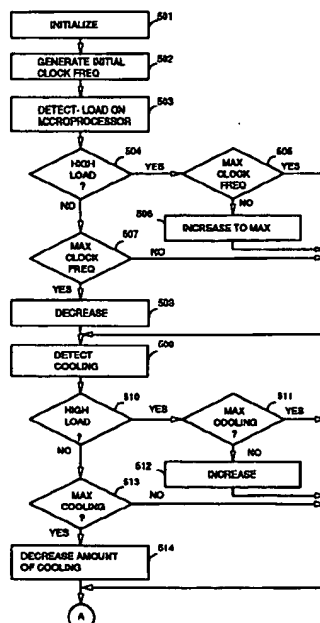 501
INITIALIZE
502
GENERATE INITIAL
CLOCK FREQ
503
DETECT- LOAD ON
MICROPROCESSOR
504
HIGH
LOAD
?
YES
NO
505
MAX
CLOCK
FREQ
YES
NO
506
INCREASE TO MAX
507
MAX
CLOCK
FREQ
NO
YES
508
DECREASE
509
DETECT
COOLING
510
HIGH
LOAD
?
YES
NO
511
MAX
COOLING
?
YES
NO
512
INCREASE
513
MAX
COOLING
?
NO
YES
514
DECREASE AMOUNT
OF COOLING
A